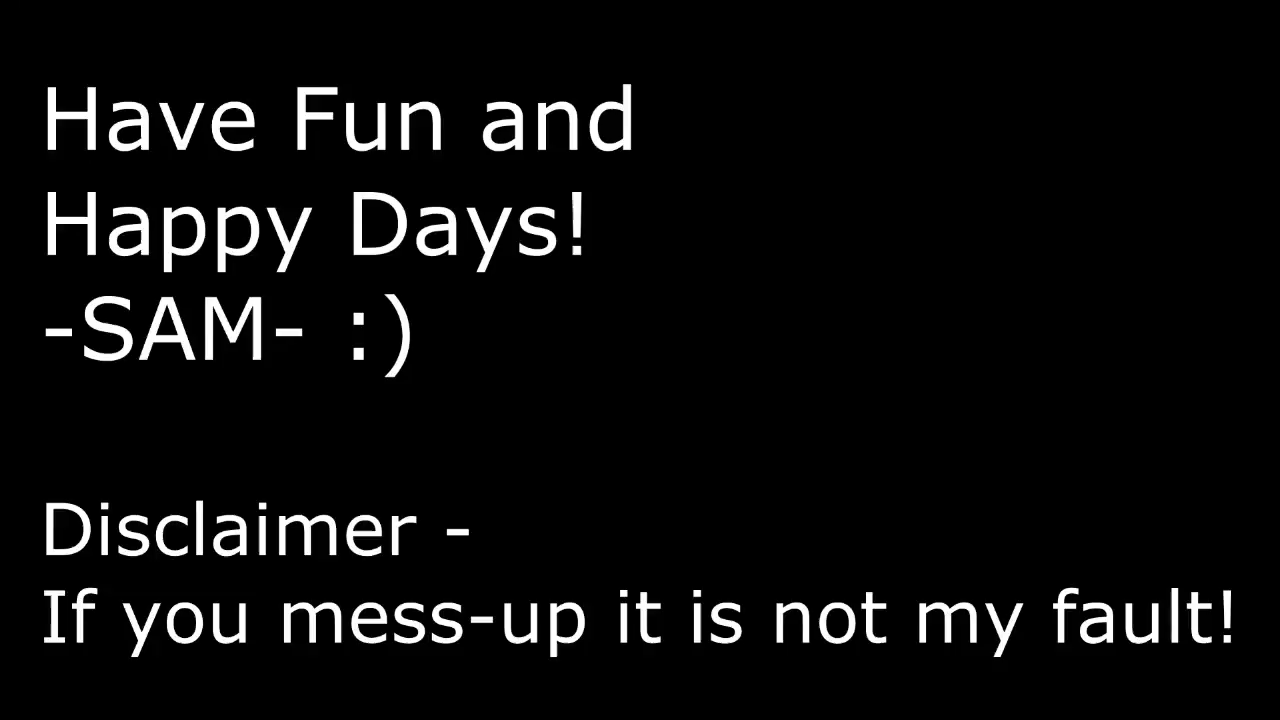 Have Fun and
Happy Days!
-SAM- :)
Disclaimer -
If you mess-up it is not my fault!